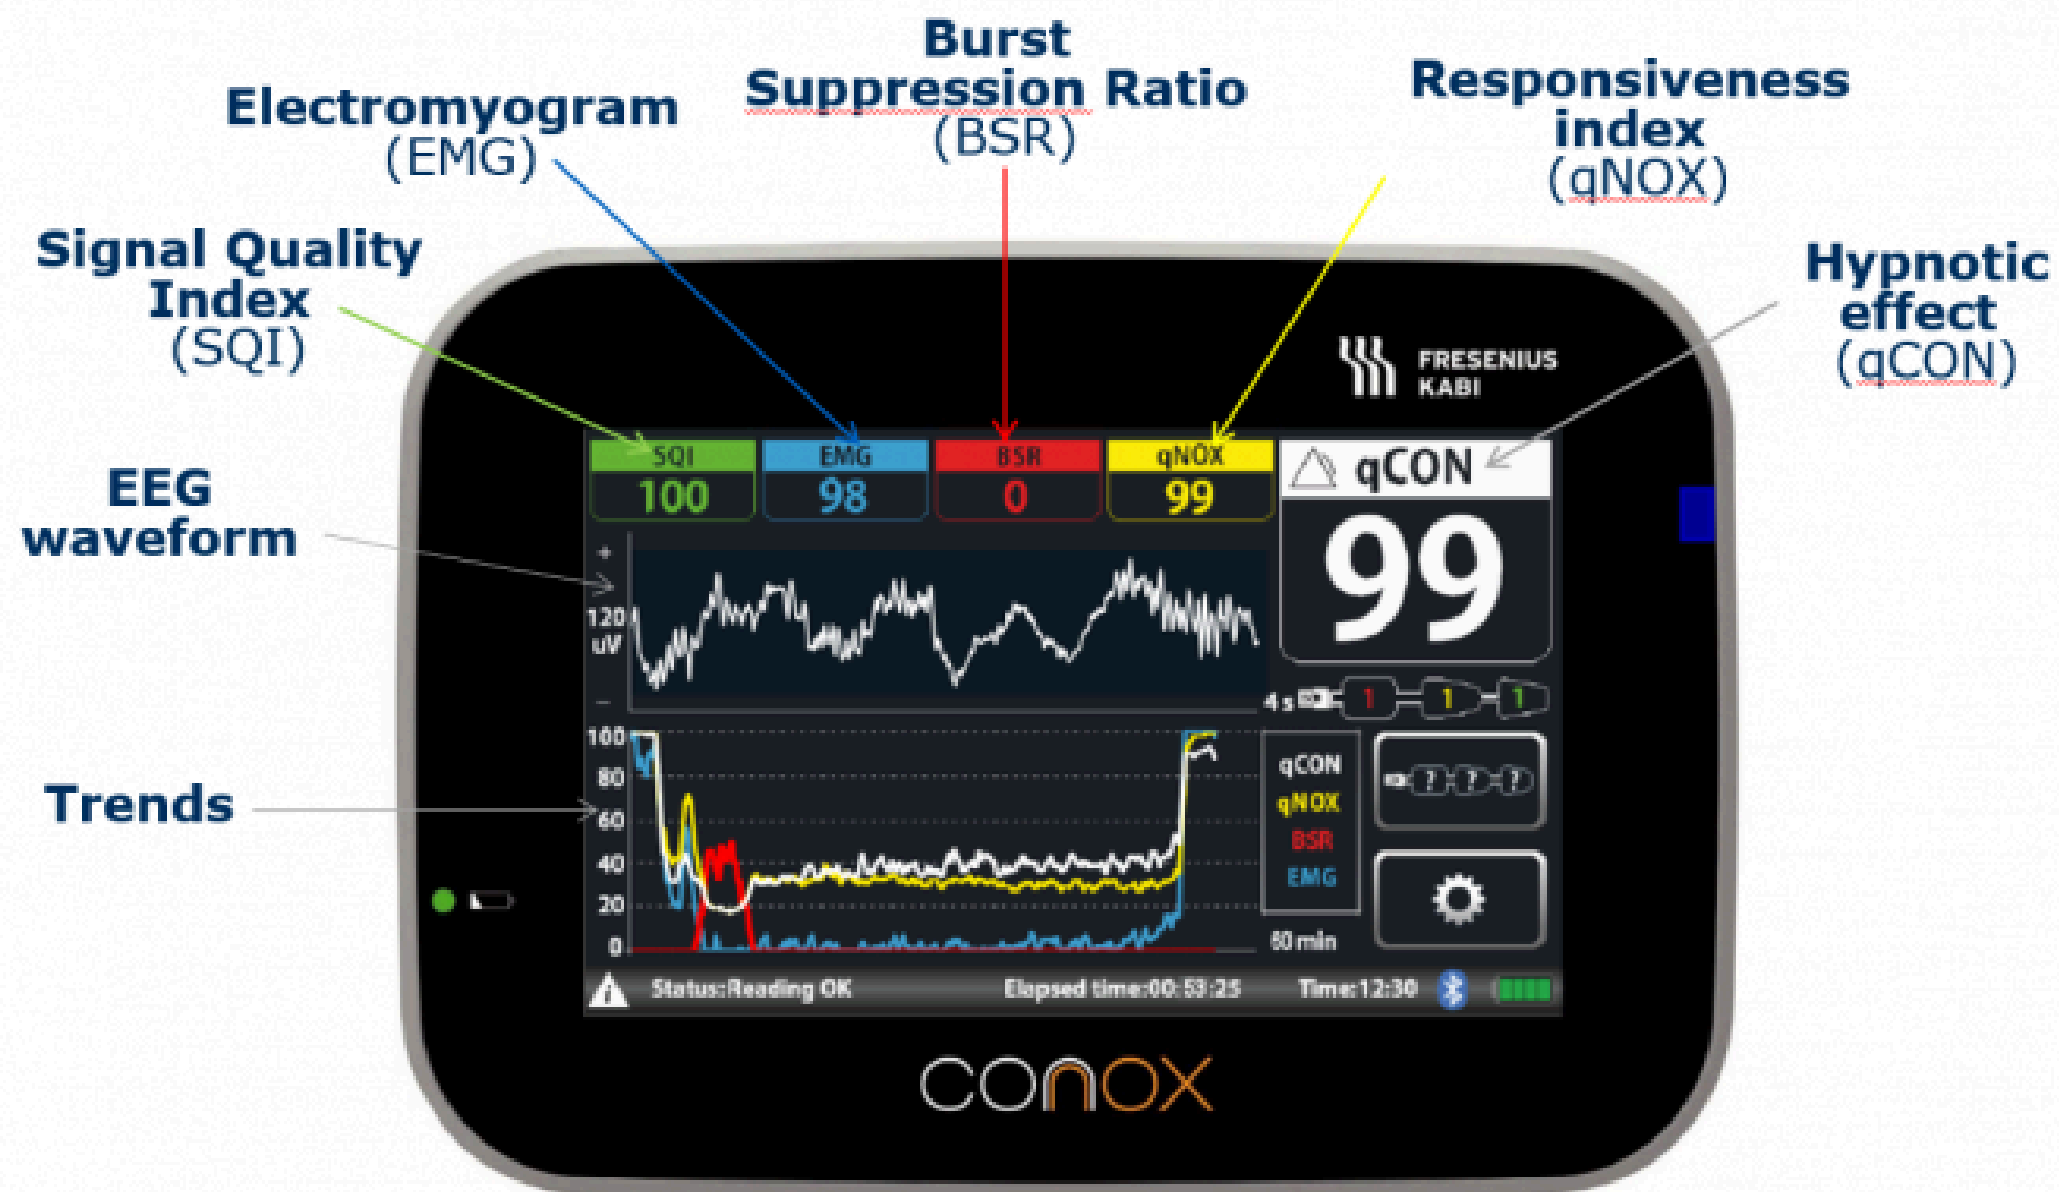 Burst
Suppression Ratio
(BSR)
Electromyogram
(EMG)
Responsiveness
index
(qNOX)
Signal Quality
Index
(SQI)
Hypnotic
effect
(qCON)
EEG
waveform
Trends
FRESENIUS
KABI
SQI
100
EMG
98
BSR
0
qNOX
99
qCON
99
+
120
uV
–
4 s
1
1
1
100
80
60
40
20
0
qCON
qNOX
BSR
EMG
60 min
? ? ?
Status:Reading OK
Elapsed time:00:53:25
Time:12:30
conox